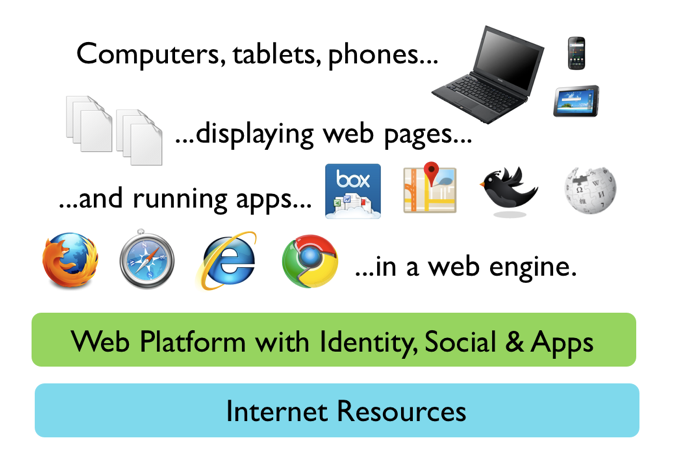 Computers, tablets, phones...
...displaying web pages...
...and running apps...
box
...in a web engine.
Web Platform with Identity, Social & Apps
Internet Resources